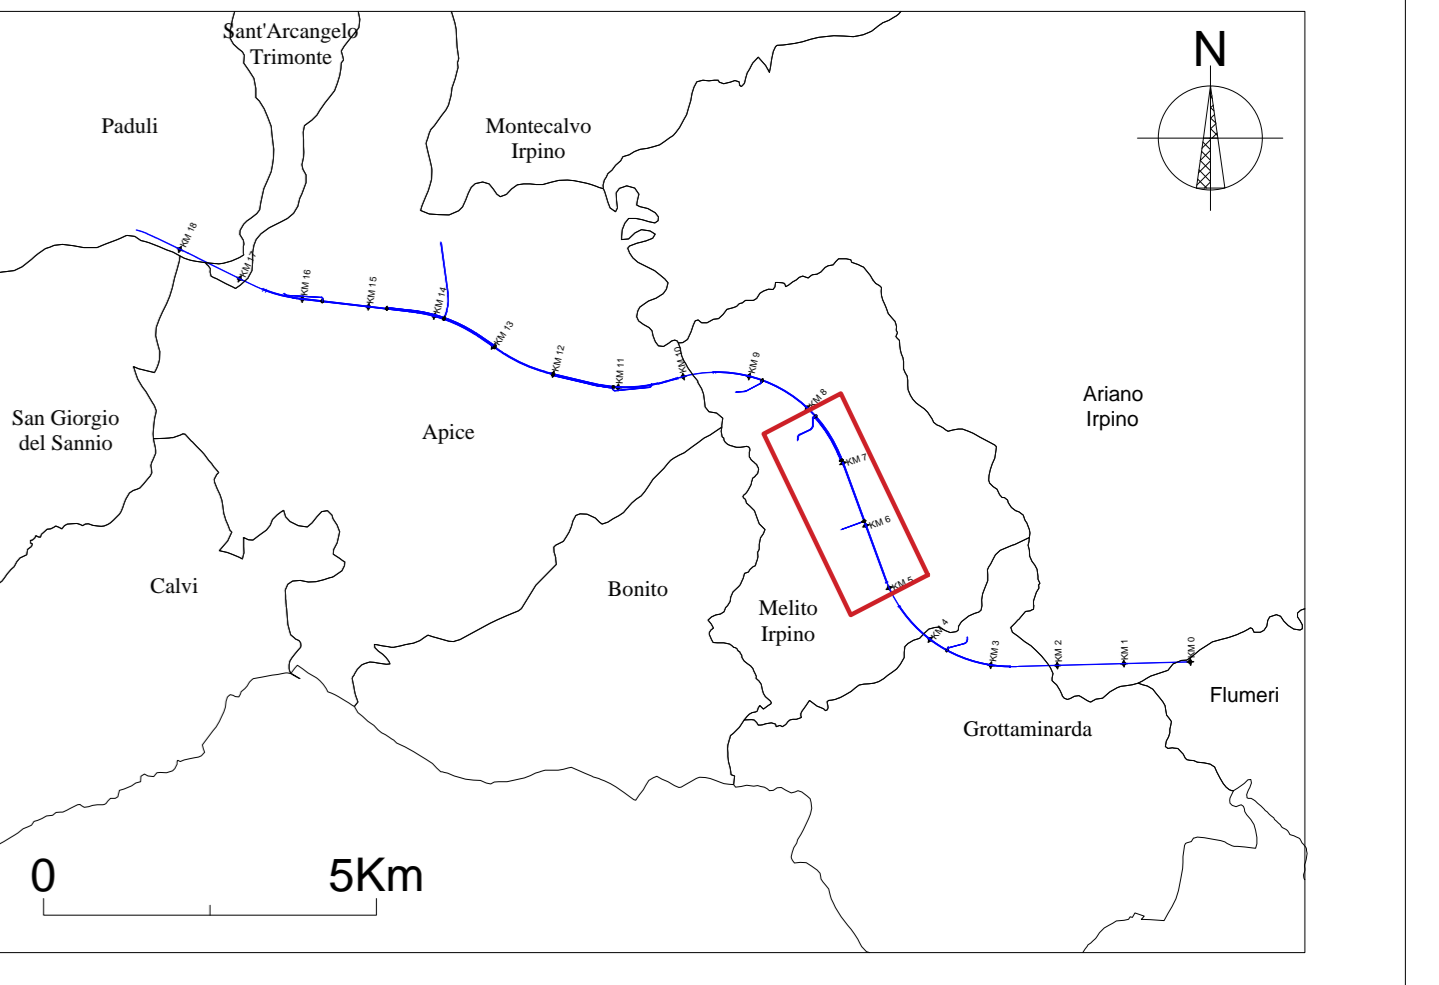 Sant'Arcangelo
Trimonte
N
Paduli
Montecalvo
Irpino
KM 18
KM 17
KM 16
KM 15
KM 14
KM 13
KM 12
KM 11
KM 10
KM 9
KM 8
KM 7
KM 6
KM 5
KM 4
KM 3
KM 2
KM 1
KM 0
Ariano
Irpino
San Giorgio
del Sannio
Apice
Calvi
Bonito
Melito
Irpino
Flumeri
Grottaminarda
0
5Km